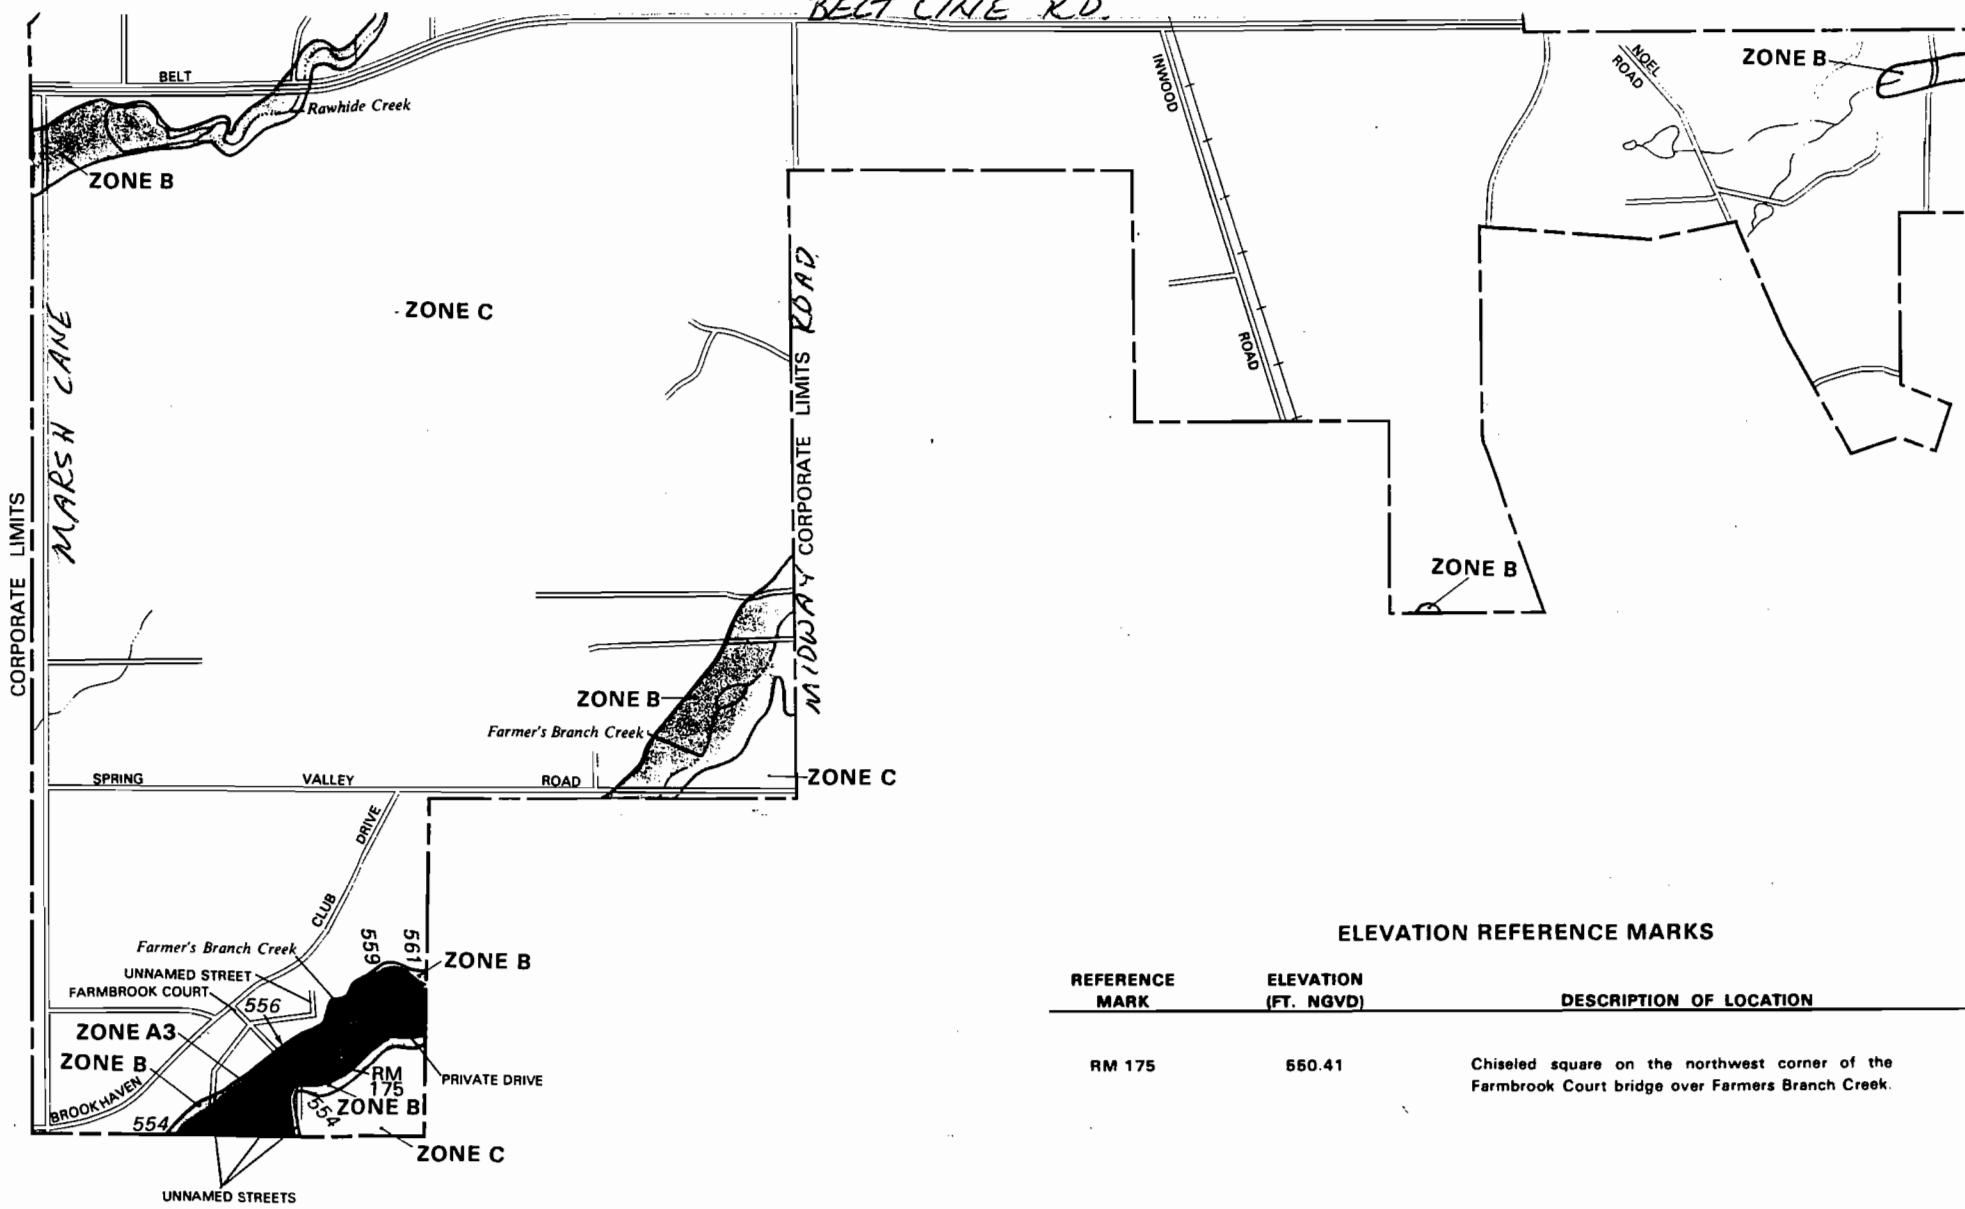 BELT LINE RD.
BELT
Rawhide Creek
ZONE B
INWOOD
ROAD
NOEL
ROAD
ZONE B
MARSH LANE
CORPORATE LIMITS
ZONE C
MIDWAY CORPORATE LIMITS ROAD
ZONE B
ZONE B
Farmer's Branch Creek
ZONE C
SPRING VALLEY ROAD
BROOKHAVEN CLUB DRIVE
Farmer's Branch Creek
UNNAMED STREET
FARMBROOK COURT
556
559
561
ZONE B
ZONE A3
ZONE B
RM
175
PRIVATE DRIVE
554
554
ZONE B
ZONE C
UNNAMED STREETS
ELEVATION REFERENCE MARKS
REFERENCE MARK ELEVATION (FT. NGVD) DESCRIPTION OF LOCATION
RM 175 550.41 Chiseled square on the northwest corner of the
Farmbrook Court bridge over Farmers Branch Creek.